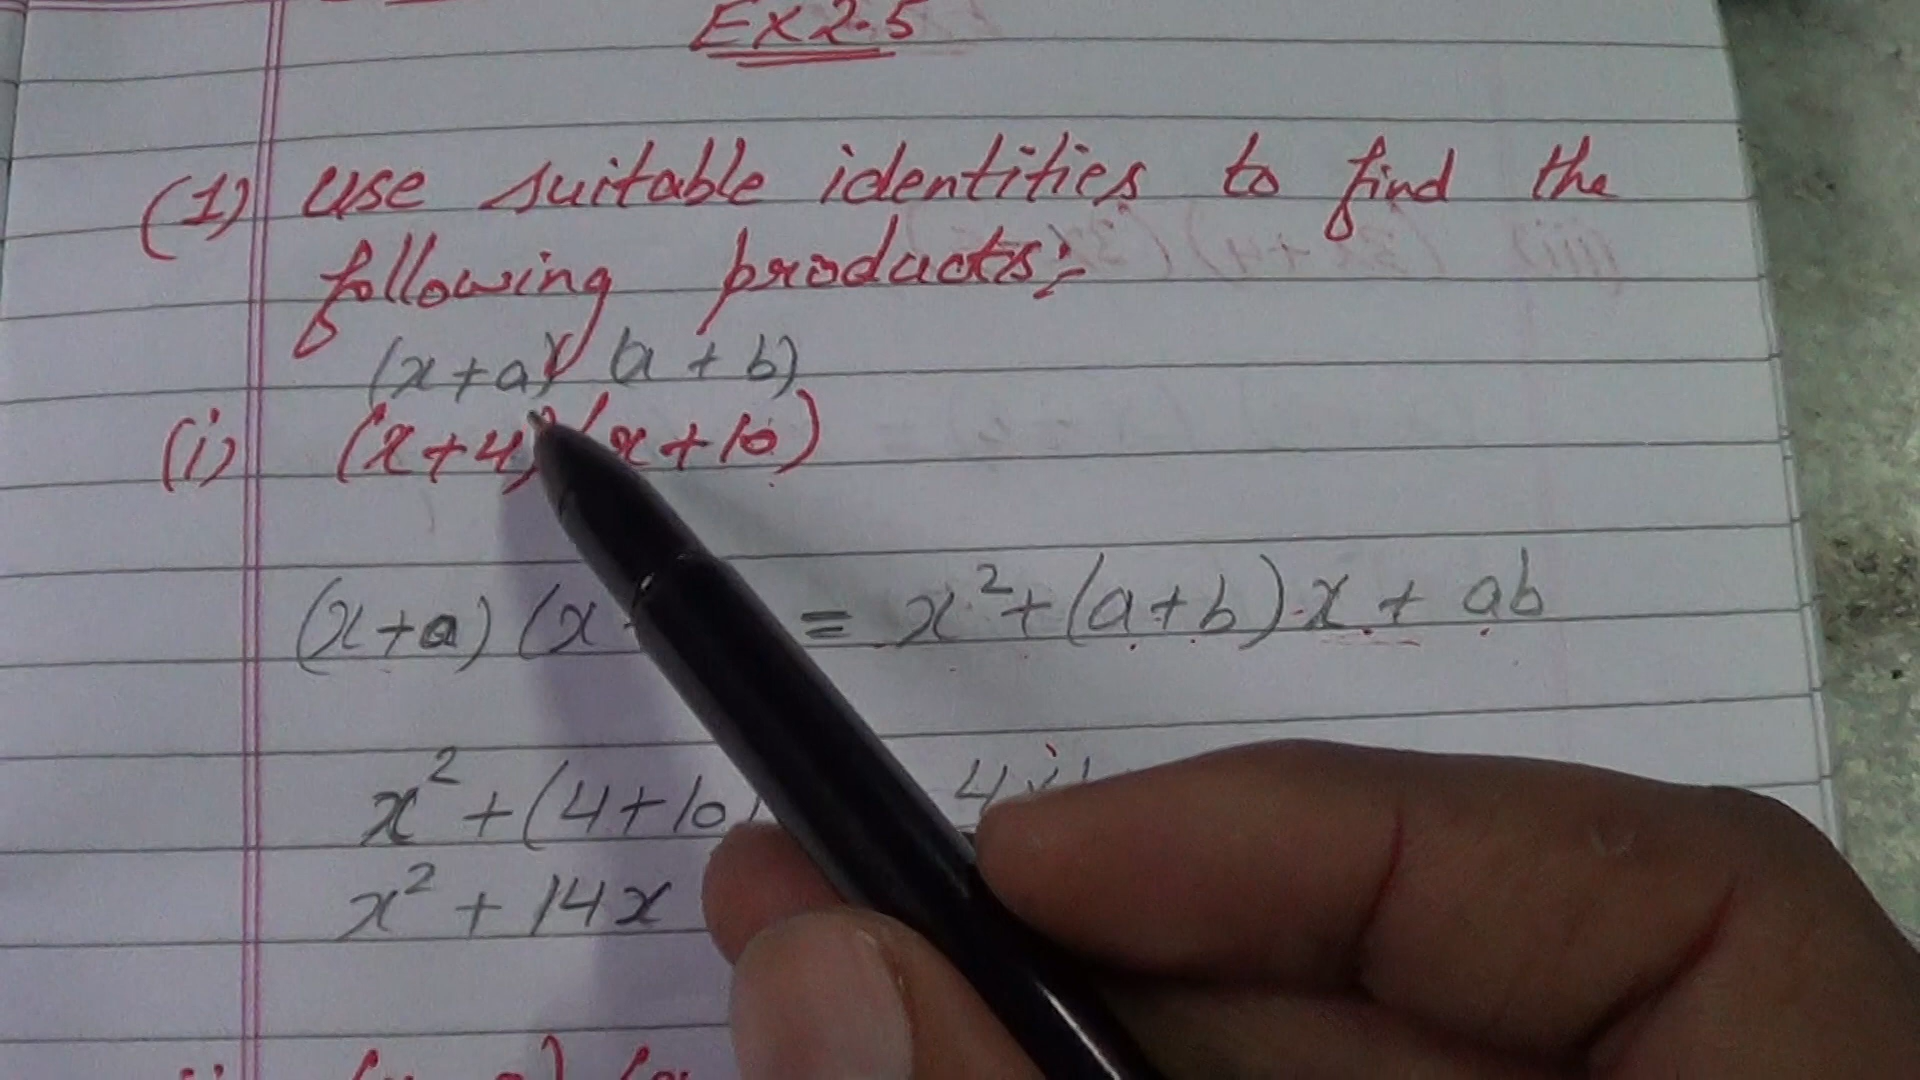 Ex 2.5
(1) Use suitable identities to find the
following products:-
(x+a) (a + b)
(i) (x+4) (x+10)
(x+a) (x = x²+(a+b)x + ab
x²+(4+10) 4x
x² + 14x